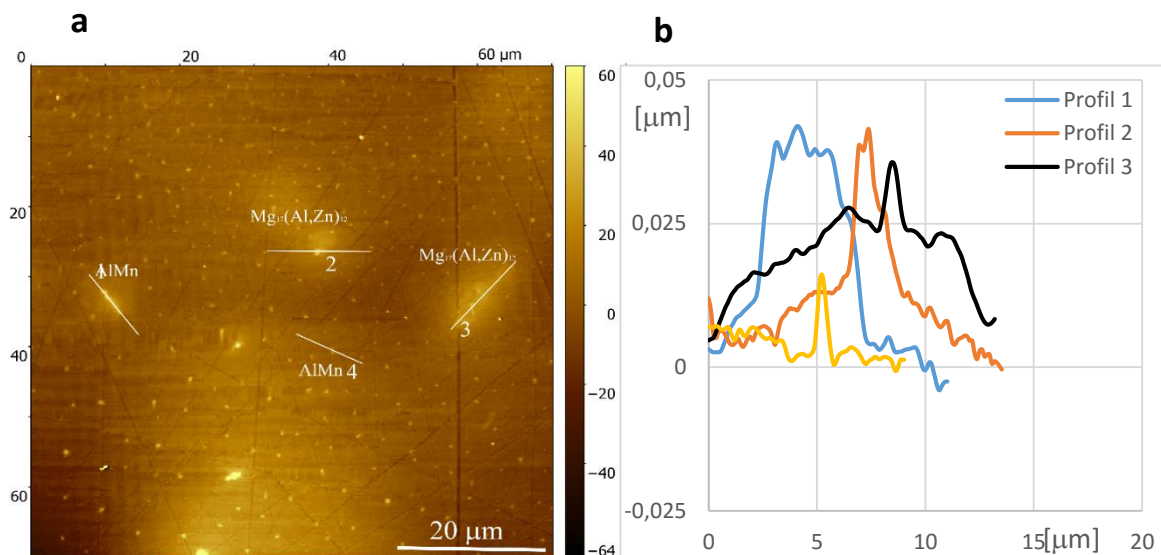 a
0 20 40 60 µm
20
40
60
Mg₁₇(Al,Zn)₁₂
2
Mg₁₇(Al,Zn)₁₂
3
1
AlMn
AlMn 4
20 µm
60
40
20
0
−20
−40
−64
b
0,05
[µm]
0,025
0
-0,025
Profil 1
Profil 2
Profil 3
0 5 10 15 20
[µm]